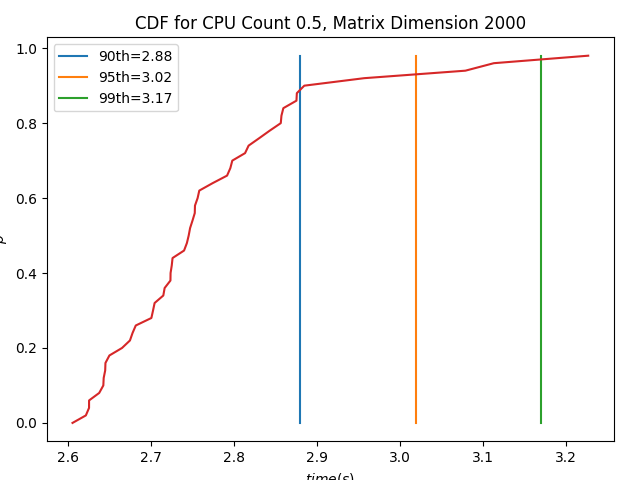 CDF for CPU Count 0.5, Matrix Dimension 2000
90th=2.88
95th=3.02
99th=3.17
1.0
0.8
0.6
0.4
0.2
0.0
2.6 2.7 2.8 2.9 3.0 3.1 3.2
time(s)